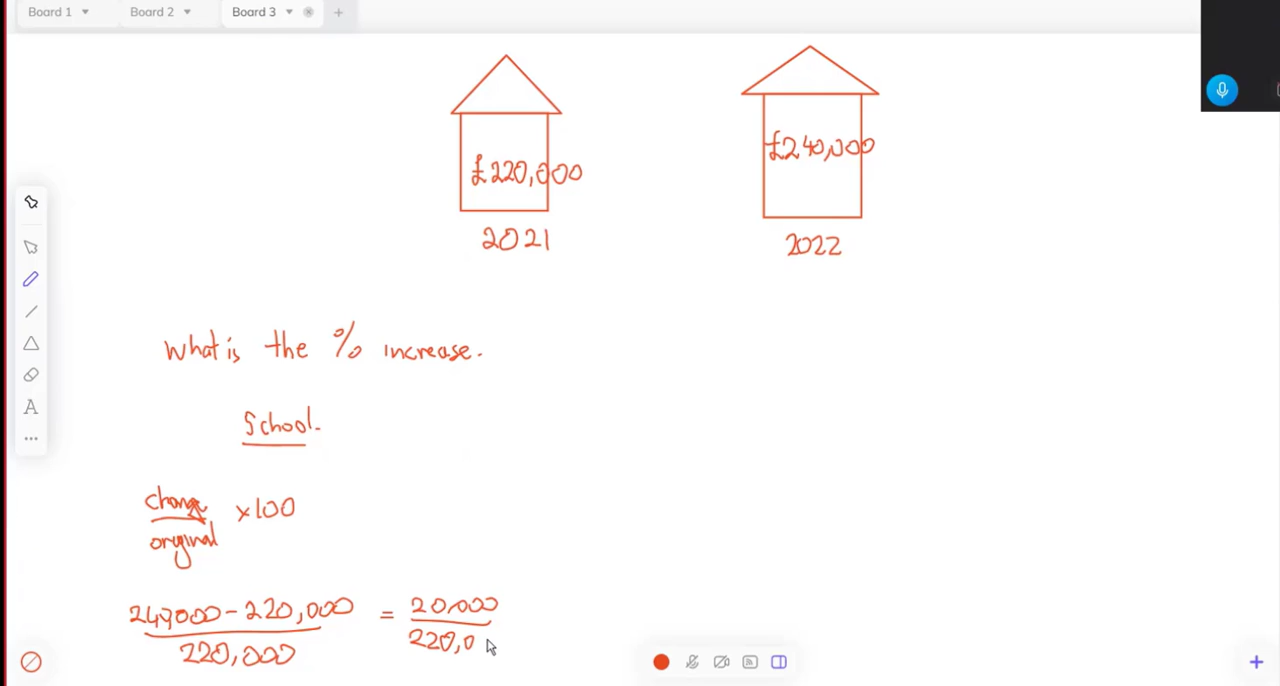 Board 1 Board 2 Board 3
£220,000 £240,000
2021 2022
What is the % increase.
School.
change
original
×100
240,000 - 220,000
220,000
=
20,000
220,0
A